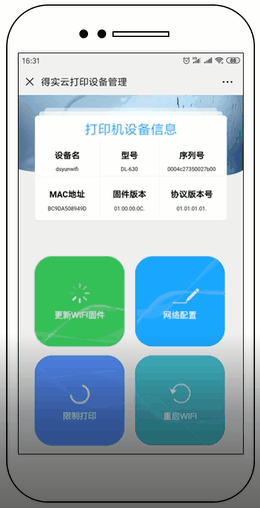 16:31
得实云打印设备管理
打印机设备信息
设备名 型号 序列号
dsyunwifi DL-630 0004c27350027b00
MAC地址 固件版本 协议版本号
BC9DA508949D 01.00.00.0C. 01.01.01.01.
更新WIFI固件 网络配置
限制打印 重启WIFI